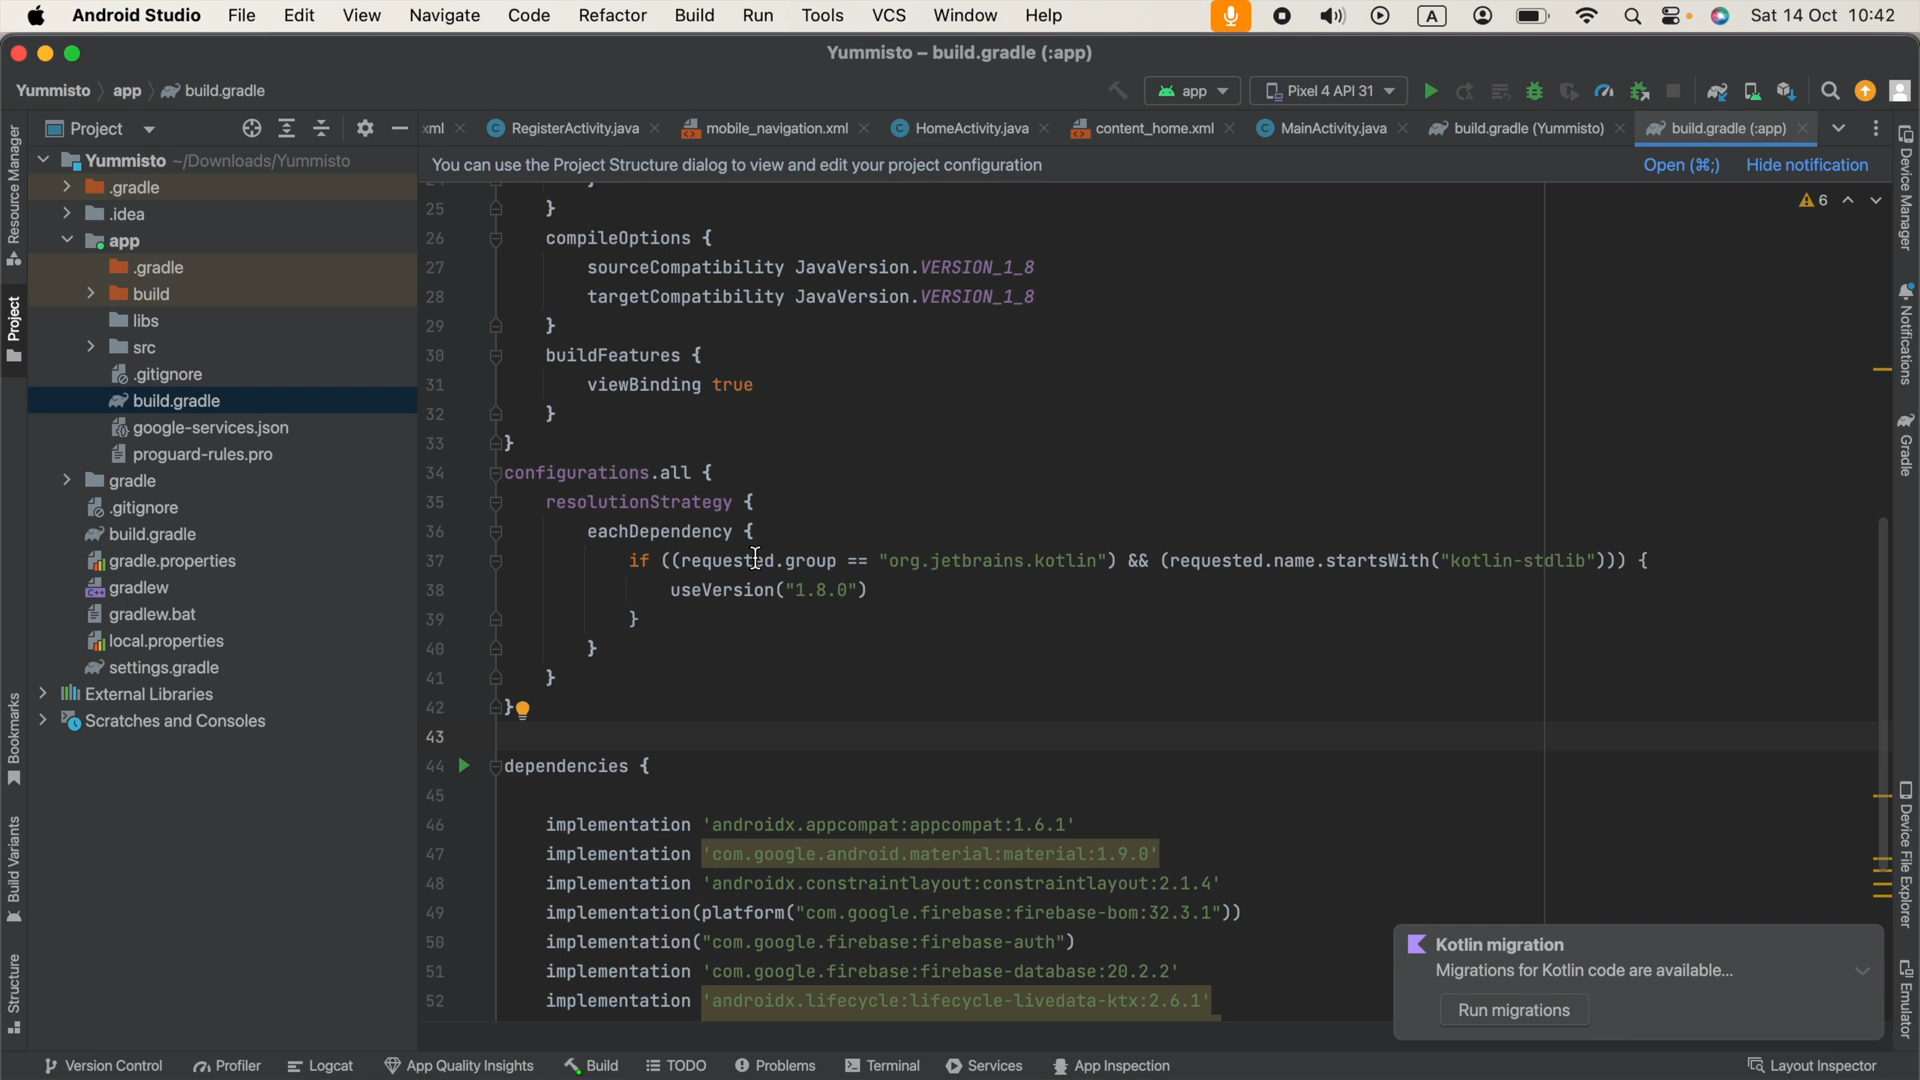 Android Studio File Edit View Navigate Code Refactor Build Run Tools VCS Window Help A Sat 14 Oct 10:42
Yummisto – build.gradle (:app)
Yummisto app build.gradle app Pixel 4 API 31
Project xml RegisterActivity.java mobile_navigation.xml HomeActivity.java content_home.xml MainActivity.java build.gradle (Yummisto) build.gradle (:app)
You can use the Project Structure dialog to view and edit your project configuration Open (⌘;) Hide notification
6
Resource Manager
Project
Bookmarks
Build Variants
Structure
Yummisto ~/Downloads/Yummisto
.gradle
.idea
app
.gradle
build
libs
src
.gitignore
build.gradle
google-services.json
proguard-rules.pro
gradle
.gitignore
build.gradle
gradle.properties
gradlew
gradlew.bat
local.properties
settings.gradle
External Libraries
Scratches and Consoles
25 }
26 compileOptions {
27 sourceCompatibility JavaVersion.VERSION_1_8
28 targetCompatibility JavaVersion.VERSION_1_8
29 }
30 buildFeatures {
31 viewBinding true
32 }
33 }
34 configurations.all {
35 resolutionStrategy {
36 eachDependency {
37 if ((requested.group == "org.jetbrains.kotlin") && (requested.name.startsWith("kotlin-stdlib"))) {
38 useVersion("1.8.0")
39 }
40 }
41 }
42 }
43
44 dependencies {
45
46 implementation 'androidx.appcompat:appcompat:1.6.1'
47 implementation 'com.google.android.material:material:1.9.0'
48 implementation 'androidx.constraintlayout:constraintlayout:2.1.4'
49 implementation(platform("com.google.firebase:firebase-bom:32.3.1"))
50 implementation("com.google.firebase:firebase-auth")
51 implementation 'com.google.firebase:firebase-database:20.2.2'
52 implementation 'androidx.lifecycle:lifecycle-livedata-ktx:2.6.1'
Kotlin migration
Migrations for Kotlin code are available...
Run migrations
Device Manager
Notifications
Gradle
Device File Explorer
Emulator
Version Control Profiler Logcat App Quality Insights Build TODO Problems Terminal Services App Inspection Layout Inspector